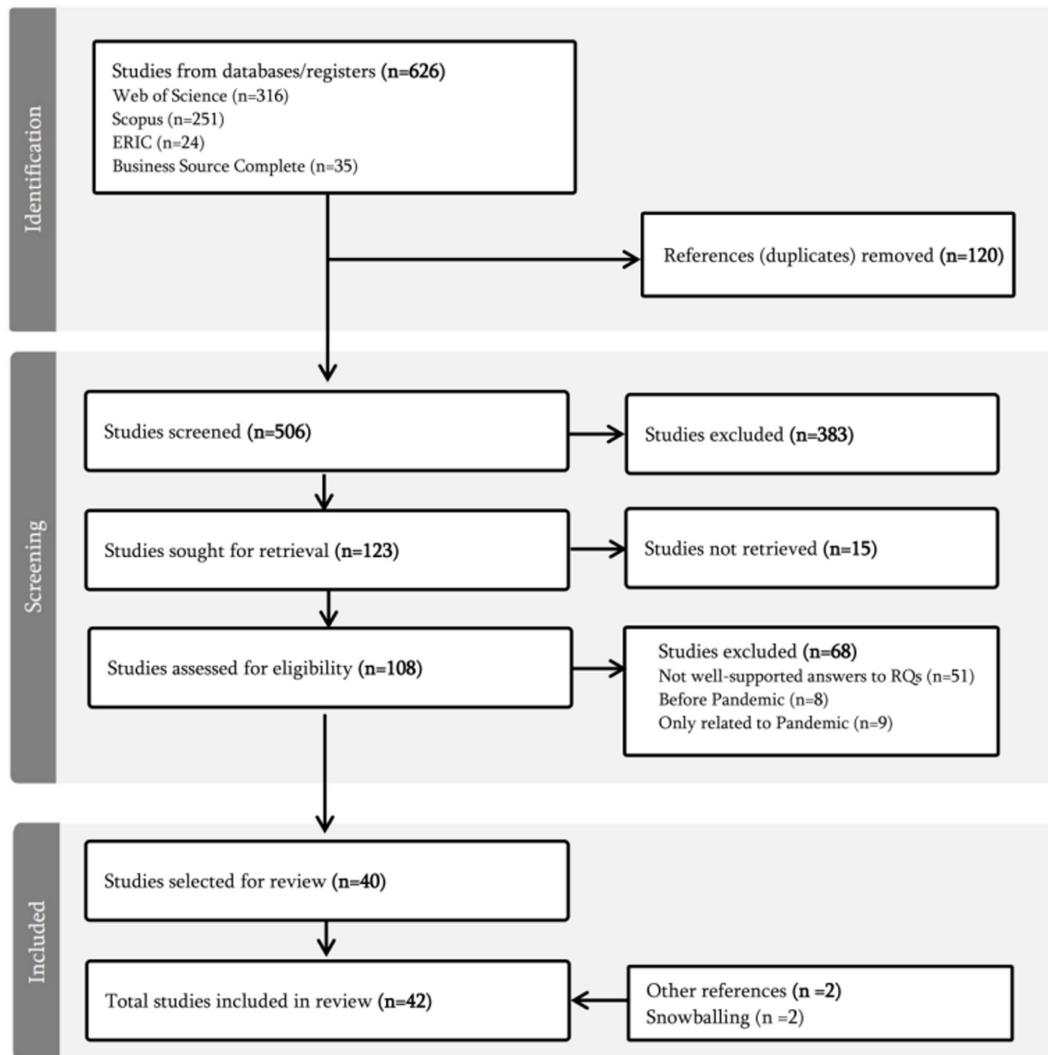 Identification
Studies from databases/registers (n=626)
Web of Science (n=316)
Scopus (n=251)
ERIC (n=24)
Business Source Complete (n=35)
References (duplicates) removed (n=120)
Screening
Studies screened (n=506)
Studies excluded (n=383)
Studies sought for retrieval (n=123)
Studies not retrieved (n=15)
Studies assessed for eligibility (n=108)
Studies excluded (n=68)
Not well-supported answers to RQs (n=51)
Before Pandemic (n=8)
Only related to Pandemic (n=9)
Included
Studies selected for review (n=40)
Total studies included in review (n=42)
Other references (n =2)
Snowballing (n =2)